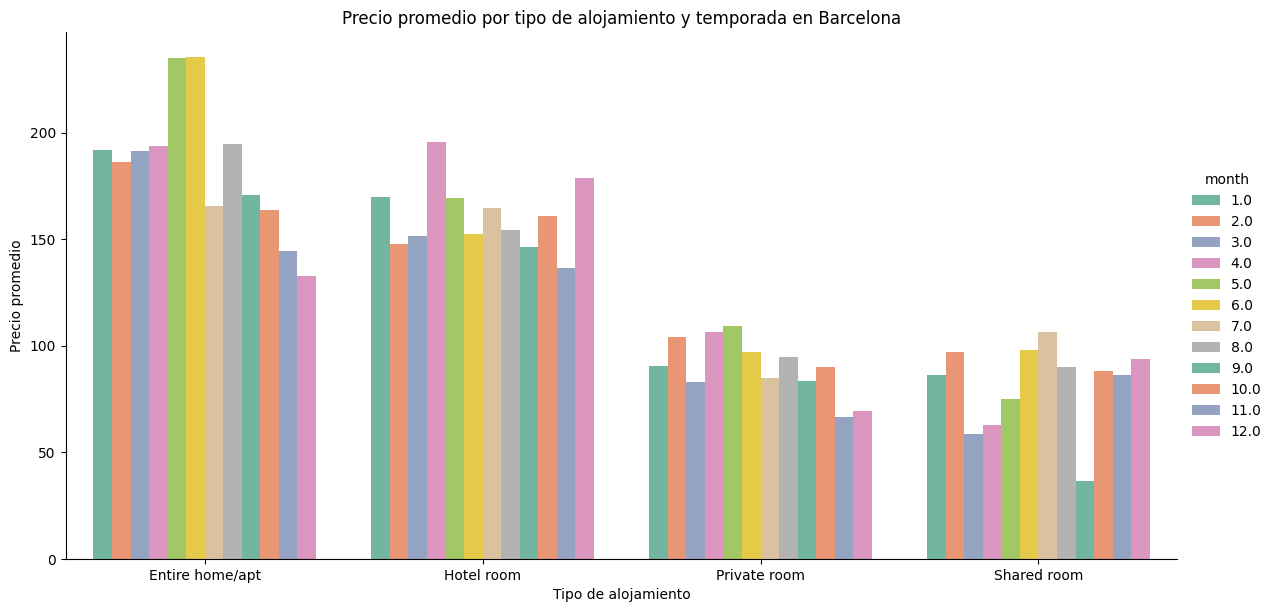 Precio promedio por tipo de alojamiento y temporada en Barcelona
Precio promedio
200
150
100
50
0
Entire home/apt
Hotel room
Private room
Shared room
Tipo de alojamiento
month
1.0
2.0
3.0
4.0
5.0
6.0
7.0
8.0
9.0
10.0
11.0
12.0